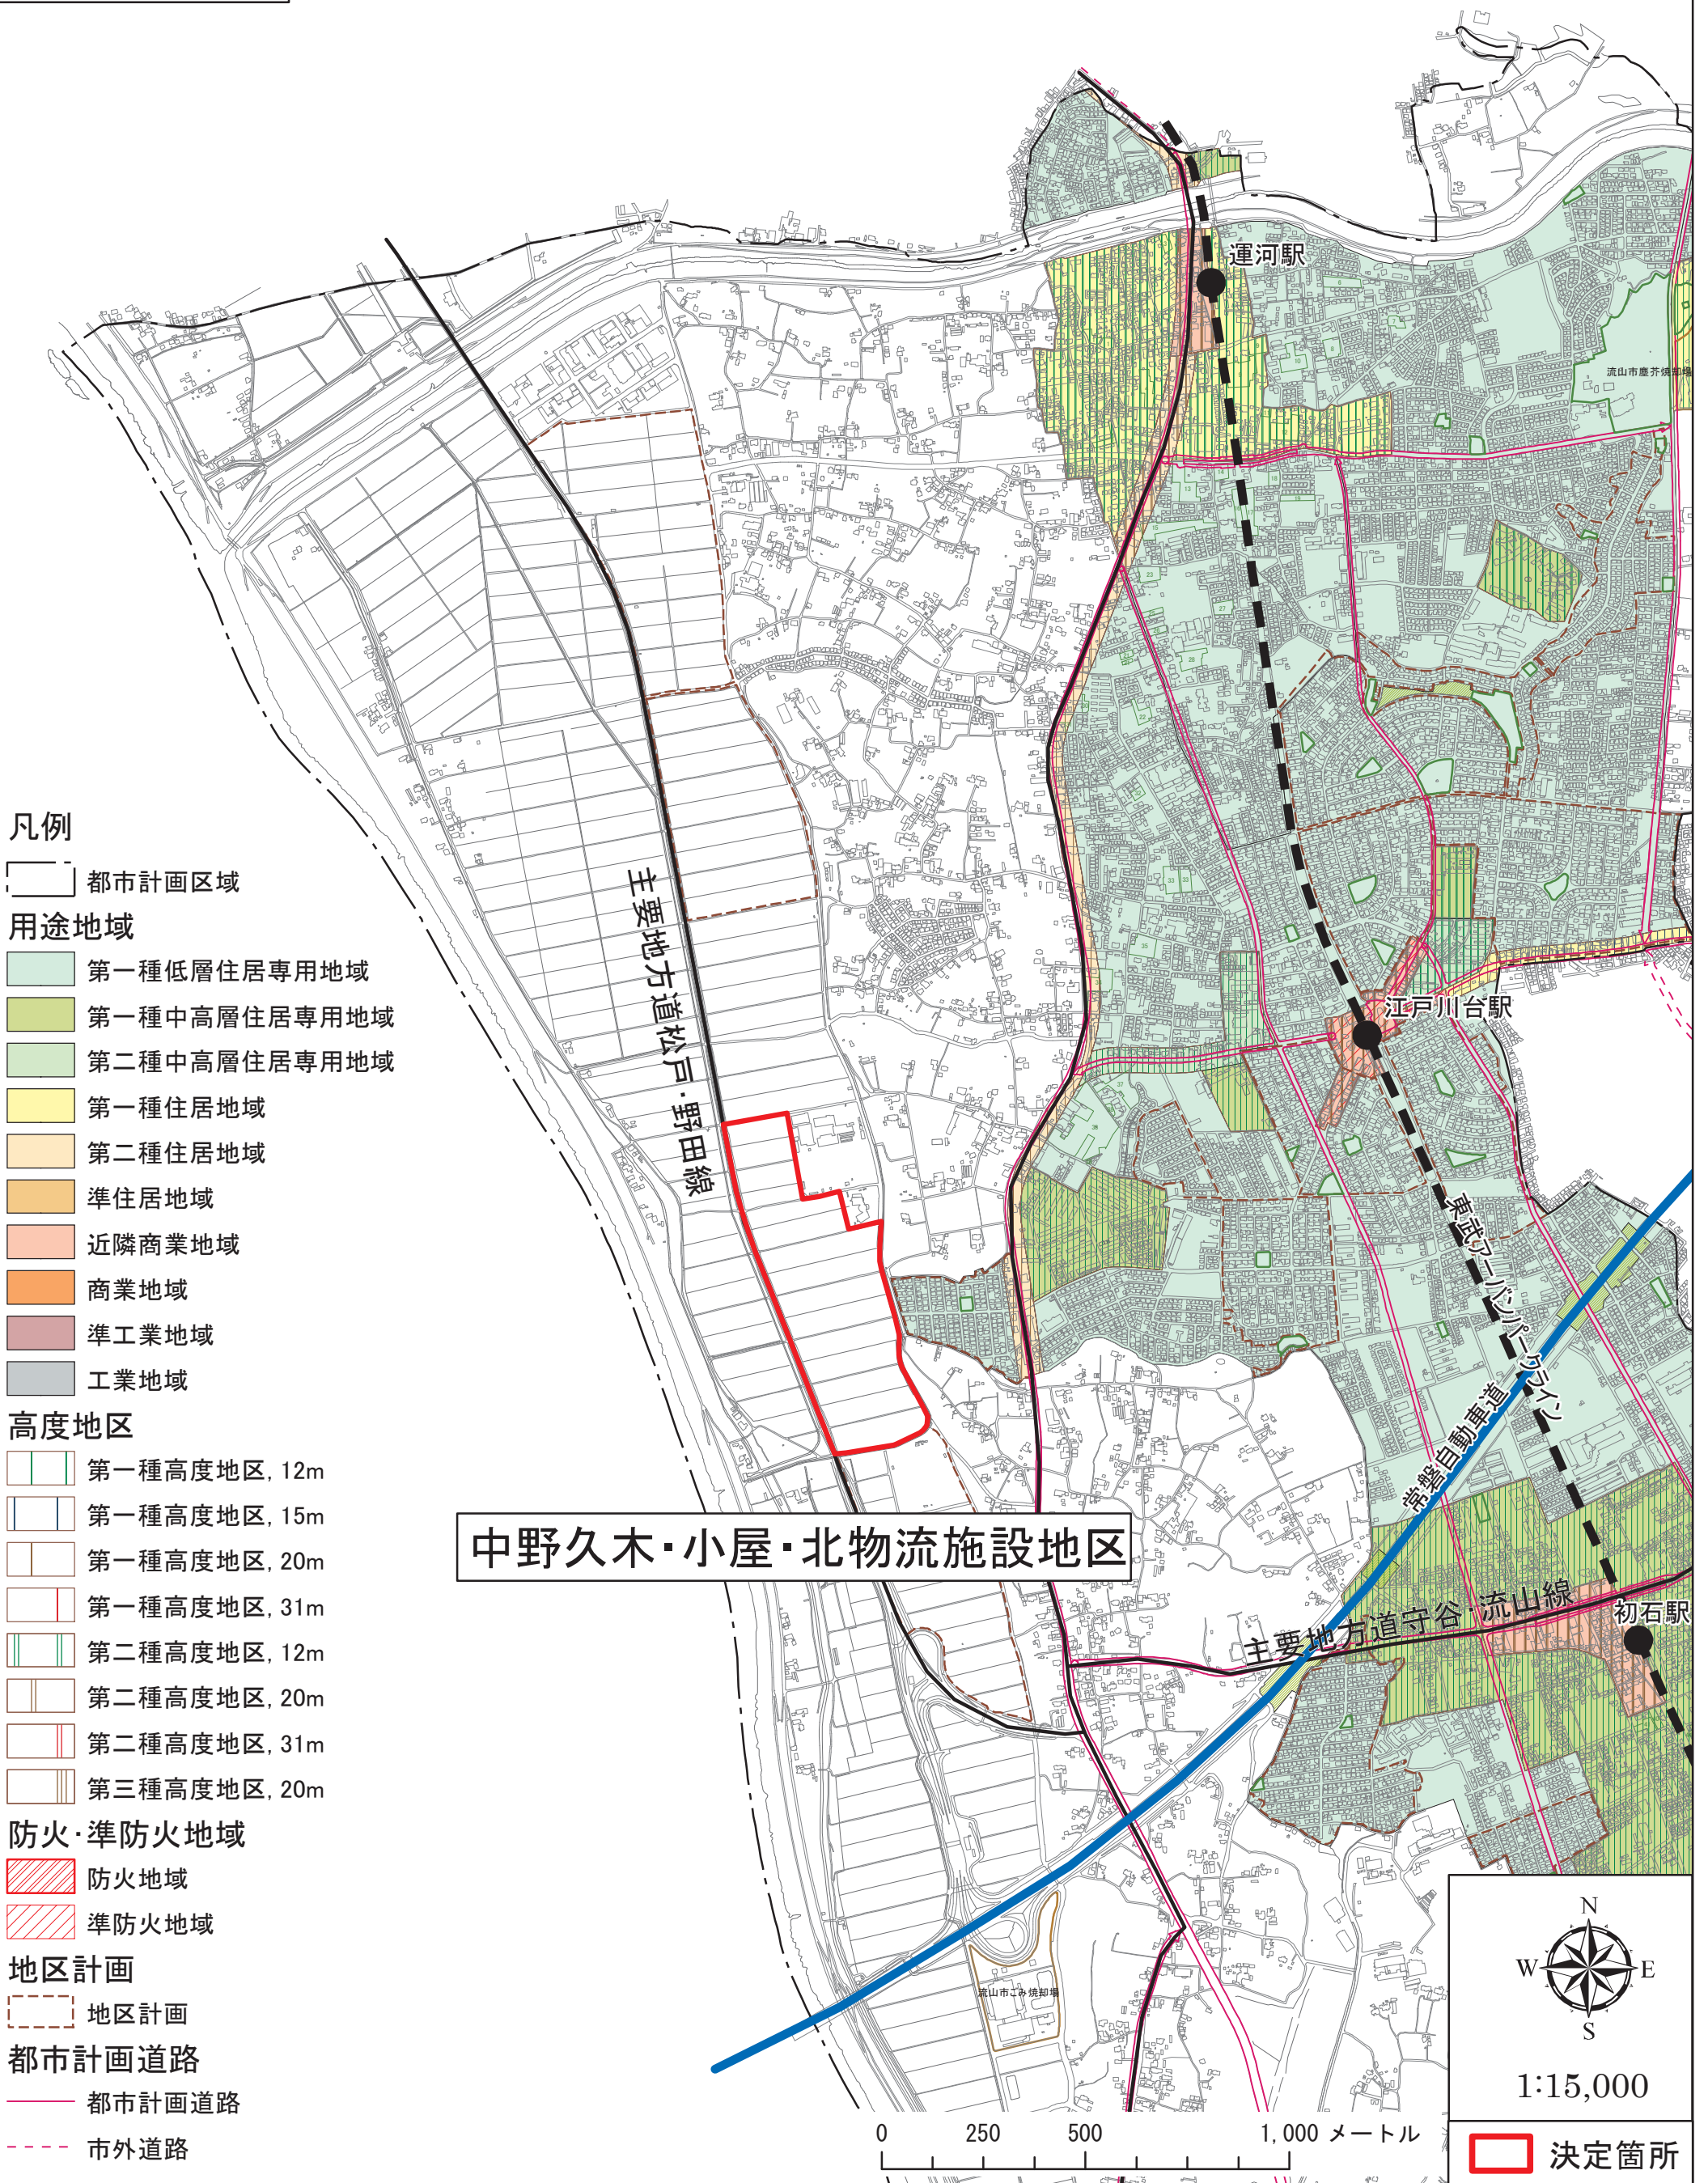 運河駅
流山市塵芥焼却場
凡例
都市計画区域
用途地域
第一種低層住居専用地域
第一種中高層住居専用地域
第二種中高層住居専用地域
第一種住居地域
第二種住居地域
準住居地域
近隣商業地域
商業地域
準工業地域
工業地域
高度地区
第一種高度地区, 12m
第一種高度地区, 15m
第一種高度地区, 20m
第一種高度地区, 31m
第二種高度地区, 12m
第二種高度地区, 20m
第二種高度地区, 31m
第三種高度地区, 20m
防火・準防火地域
防火地域
準防火地域
地区計画
地区計画
都市計画道路
都市計画道路
市外道路
主要地方道松戸・野田線
江戸川台駅
東武アーバンパークライン
常磐自動車道
中野久木・小屋・北物流施設地区
主要地方道守谷・流山線
初石駅
流山市ごみ焼却場
N
W E
S
1:15,000
0 250 500 1,000 メートル
決定箇所